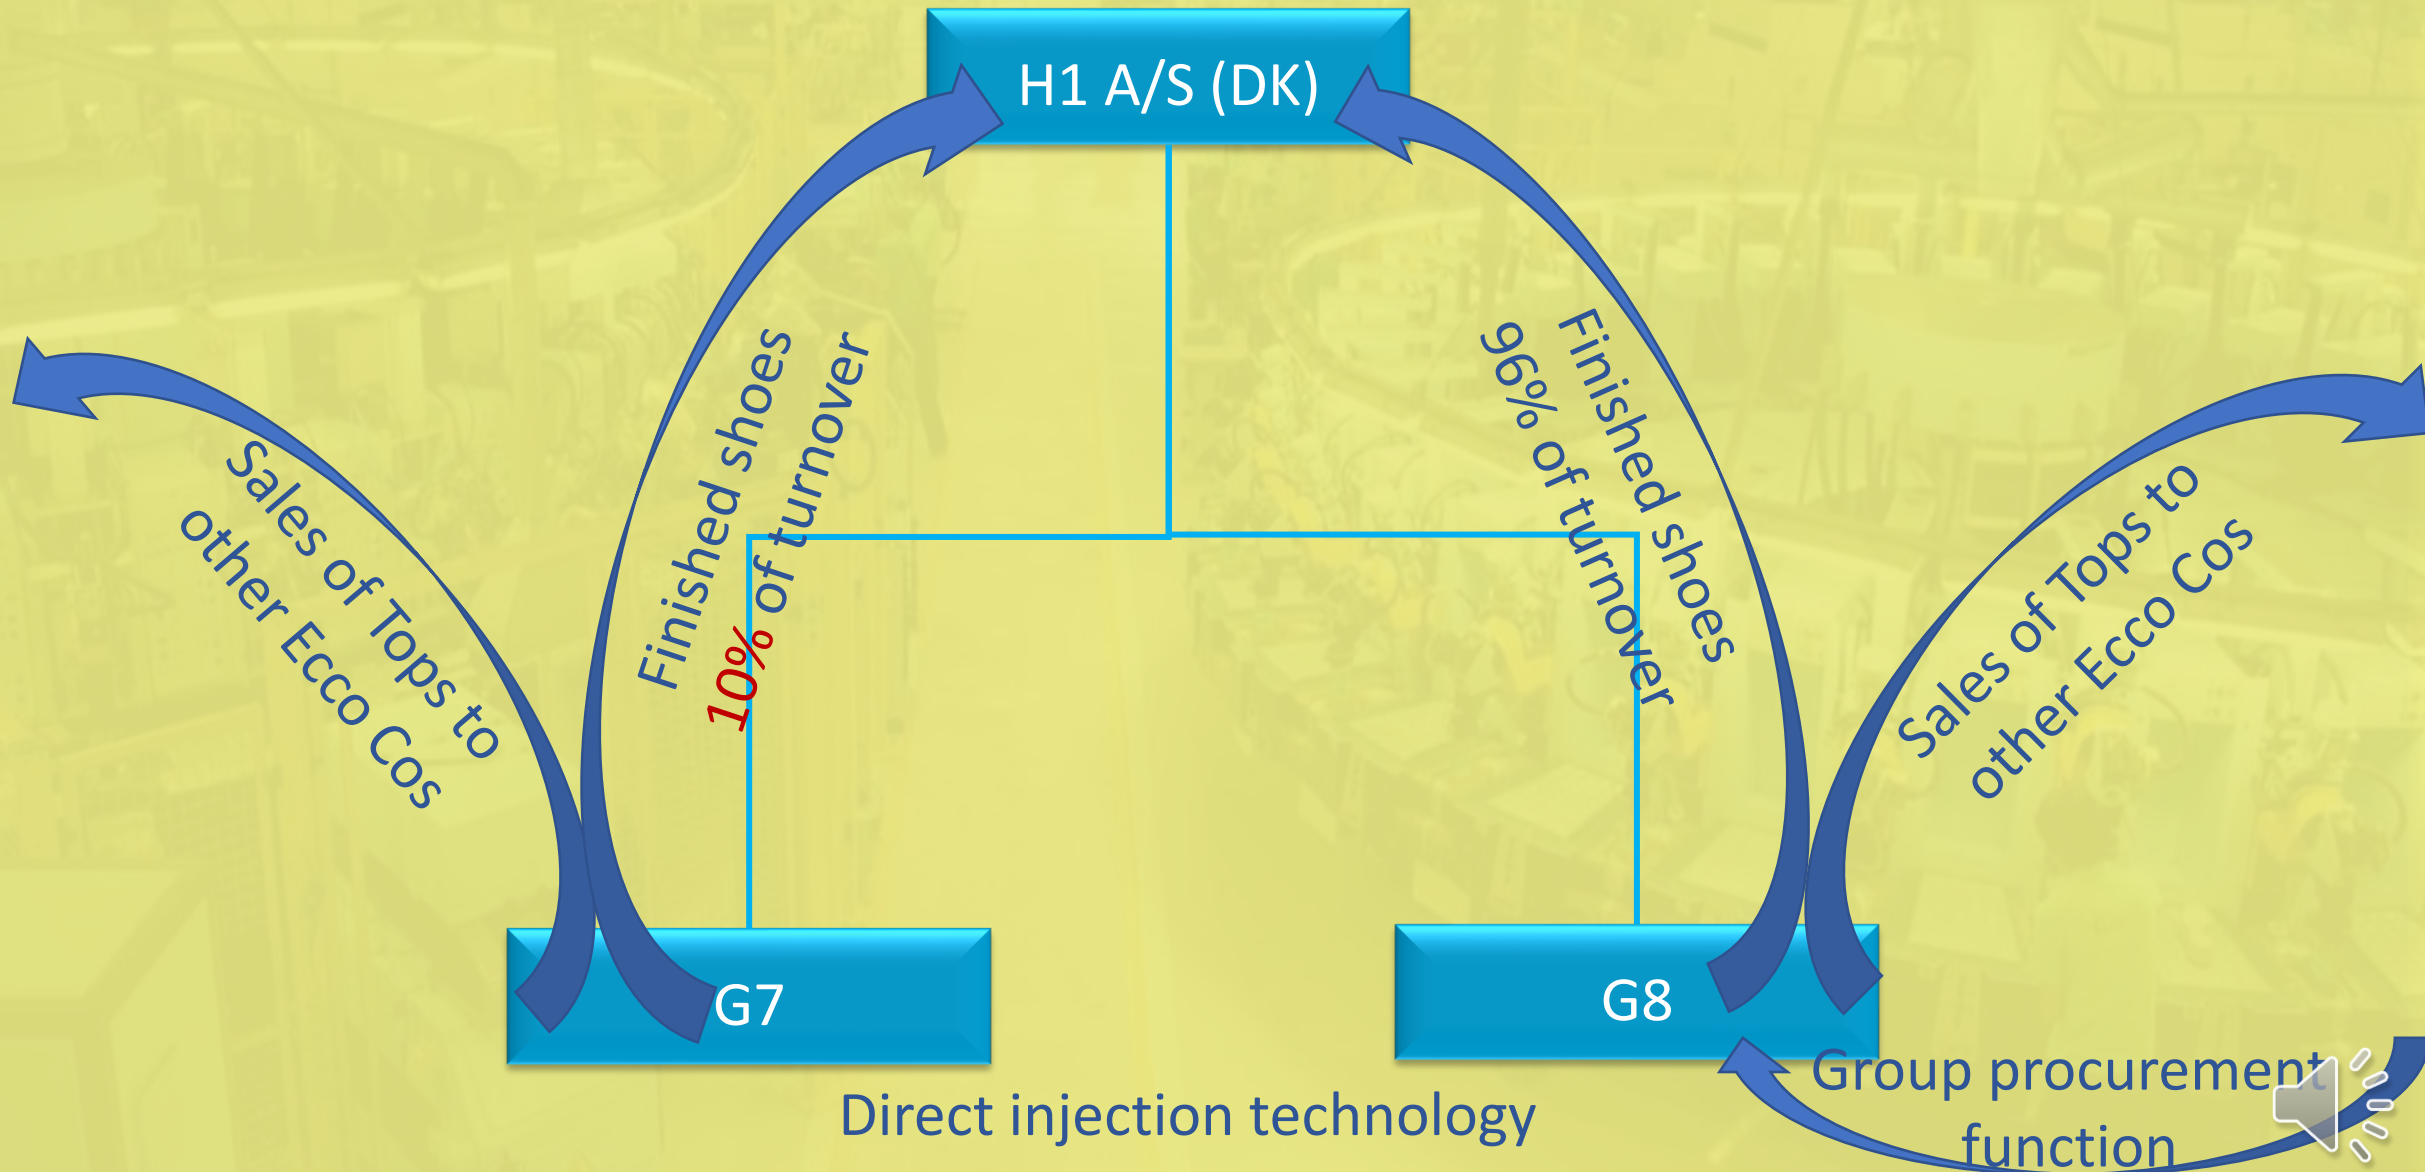 H1 A/S (DK)
Sales of Tops to
other Ecco Cos
Finished shoes
10% of turnover
Finished shoes
96% of turnover
Sales of Tops to
other Ecco Cos
G7
G8
Direct injection technology
Group procurement
function